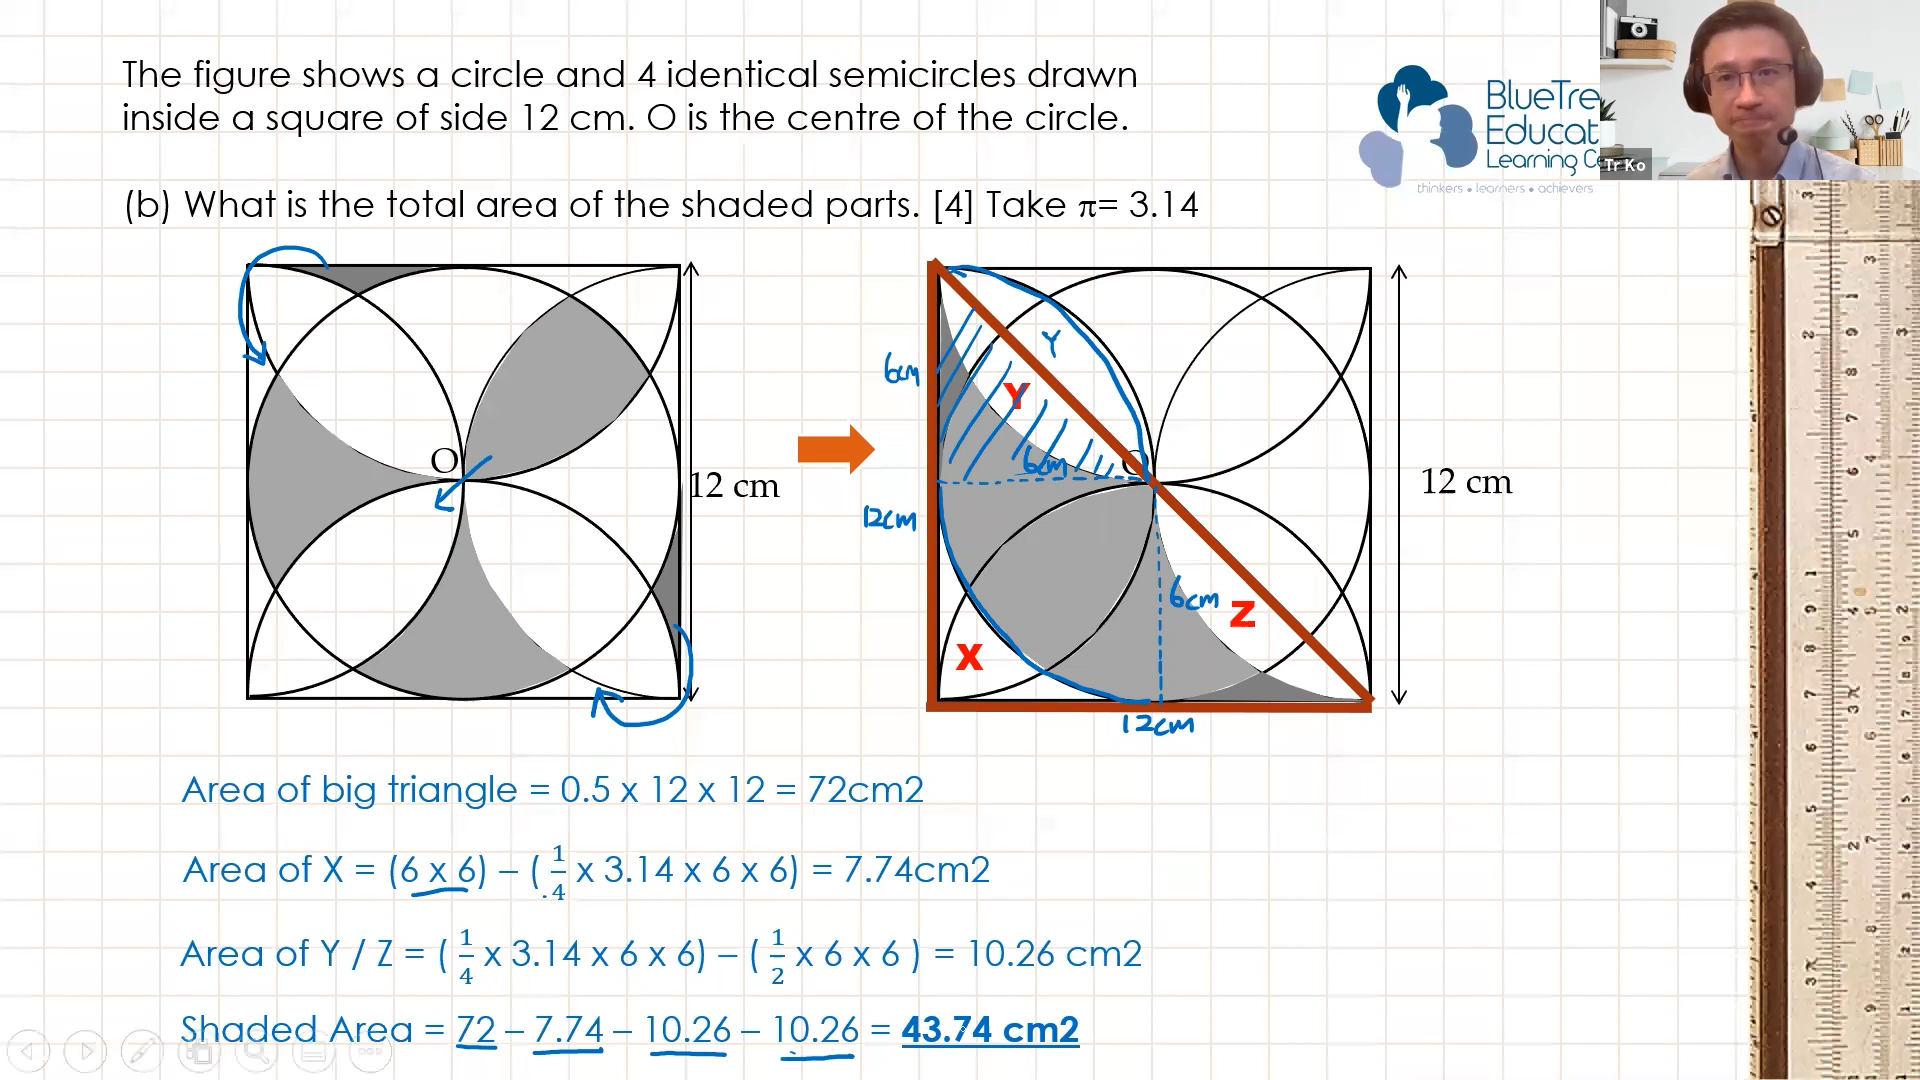 The figure shows a circle and 4 identical semicircles drawn
inside a square of side 12 cm. O is the centre of the circle.
BlueTre
Educat
Learning Ce
thinkers • learners • achievers
Tr Ko
(b) What is the total area of the shaded parts. [4] Take π= 3.14
O
12 cm
6cm
Y
Y
6cm
O
12cm
6cm
Z
X
12cm
12 cm
Area of big triangle = 0.5 x 12 x 12 = 72cm2
Area of X = (6 x 6) – ( 1/4 x 3.14 x 6 x 6) = 7.74cm2
Area of Y / Z = ( 1/4 x 3.14 x 6 x 6) – ( 1/2 x 6 x 6 ) = 10.26 cm2
Shaded Area = 72 – 7.74 – 10.26 – 10.26 = 43.74 cm2